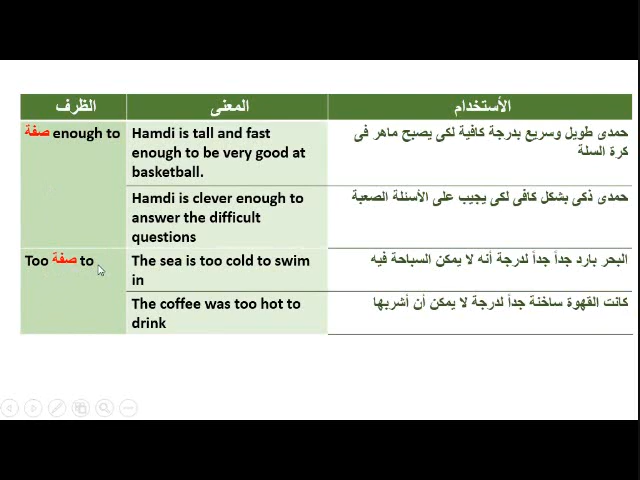 الظرف
المعنى
الأستخدام
صفة enough to
Hamdi is tall and fast
enough to be very good at
basketball.
حمدى طويل وسريع بدرجة كافية لكى يصبح ماهر فى
كرة السلة
Hamdi is clever enough to
answer the difficult
questions
حمدى ذكى بشكل كافى لكى يجيب على الأسئلة الصعبة
Too صفة to
The sea is too cold to swim
in
البحر بارد جداً جداً لدرجة أنه لا يمكن السباحة فيه
The coffee was too hot to
drink
كانت القهوة ساخنة جداً لدرجة لا يمكن أن أشربها